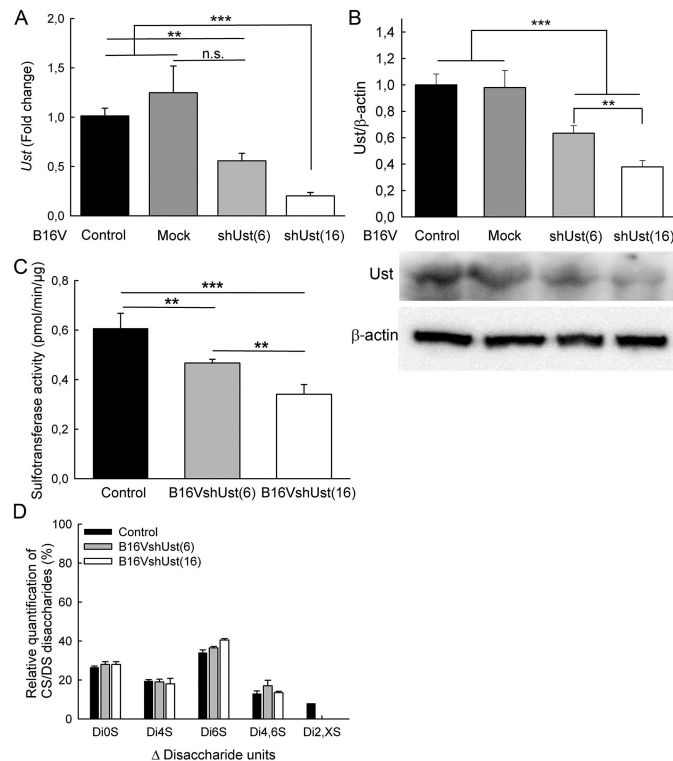 A
***
**
n.s.
Ust (Fold change)
2,0
1,5
1,0
0,5
0,0
B16V
Control
Mock
shUst(6)
shUst(16)
B
***
**
Ust/β-actin
1,4
1,2
1,0
0,8
0,6
0,4
0,2
0,0
B16V
Control
Mock
shUst(6)
shUst(16)
Ust
β-actin
C
***
**
**
Sulfotransferase activity (pmol/min/µg)
0,8
0,6
0,4
0,2
0,0
Control
B16VshUst(6)
B16VshUst(16)
D
Control
B16VshUst(6)
B16VshUst(16)
Relative quantification of
CS/DS disaccharides (%)
100
80
60
40
20
0
Di0S
Di4S
Di6S
Di4,6S
Di2,XS
Δ Disaccharide units